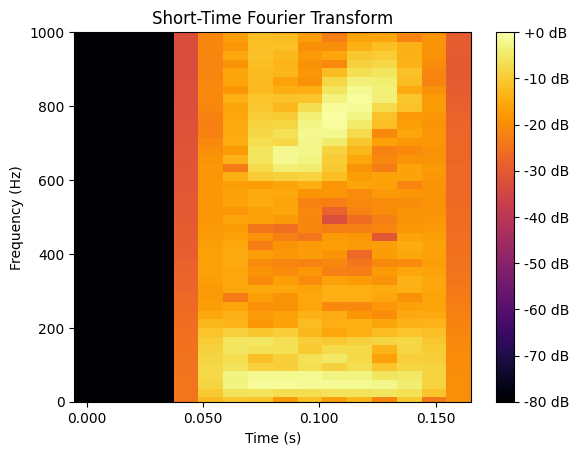 Short-Time Fourier Transform
1000
800
600
400
200
0
Frequency (Hz)
0.000
0.050
0.100
0.150
Time (s)
+0 dB
-10 dB
-20 dB
-30 dB
-40 dB
-50 dB
-60 dB
-70 dB
-80 dB